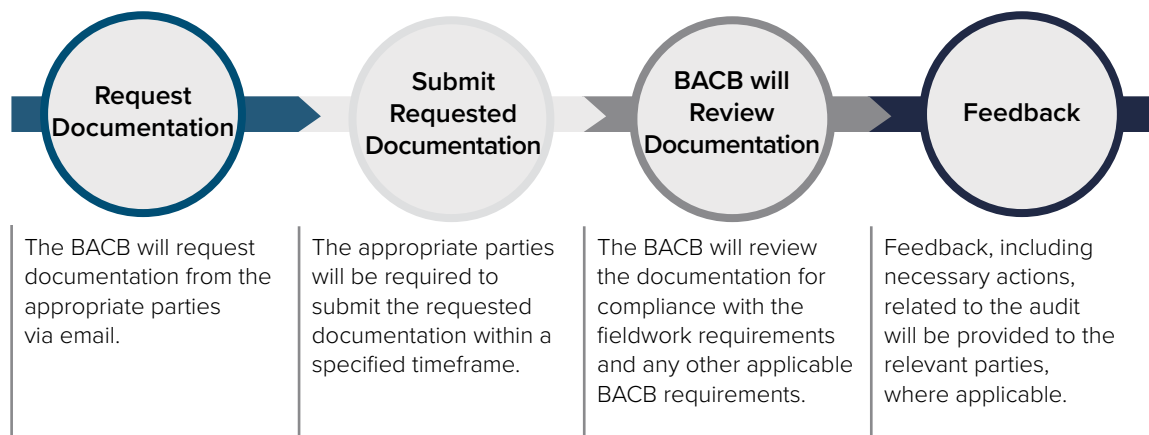 Request
Documentation
Submit
Requested
Documentation
BACB will
Review
Documentation
Feedback
The BACB will request
documentation from the
appropriate parties
via email.
The appropriate parties
will be required to
submit the requested
documentation within a
specified timeframe.
The BACB will review
the documentation for
compliance with the
fieldwork requirements
and any other applicable
BACB requirements.
Feedback, including
necessary actions,
related to the audit
will be provided to the
relevant parties,
where applicable.